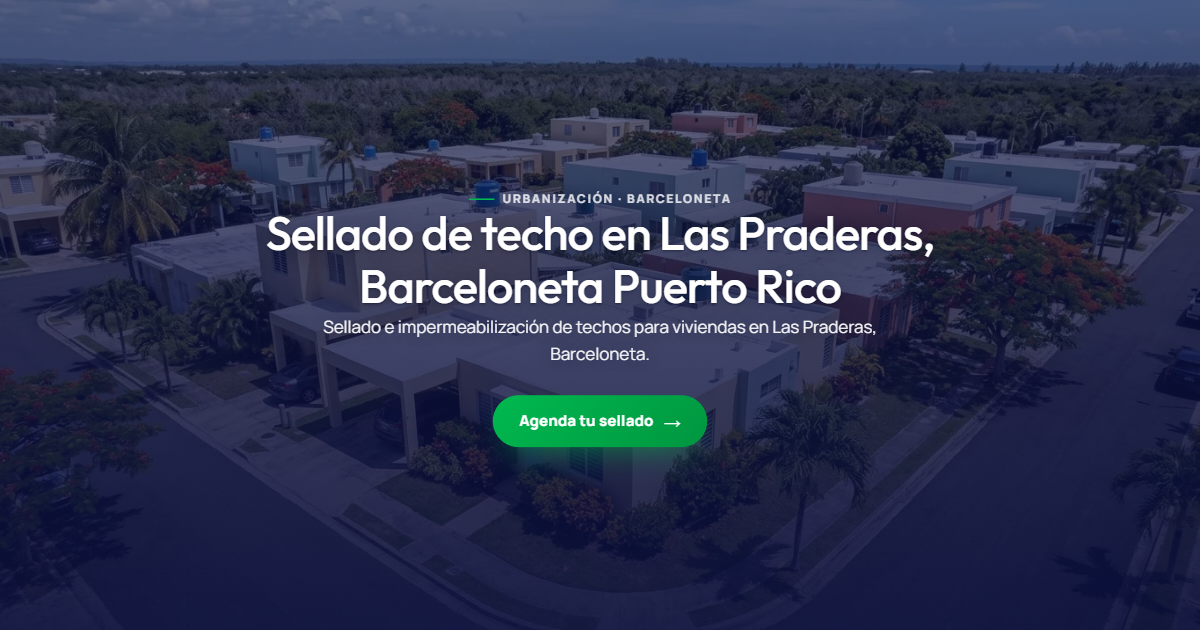 URBANIZACIÓN · BARCELONETA
Sellado de techo en Las Praderas,
Barceloneta Puerto Rico
Sellado e impermeabilización de techos para viviendas en Las Praderas,
Barceloneta.
Agenda tu sellado →